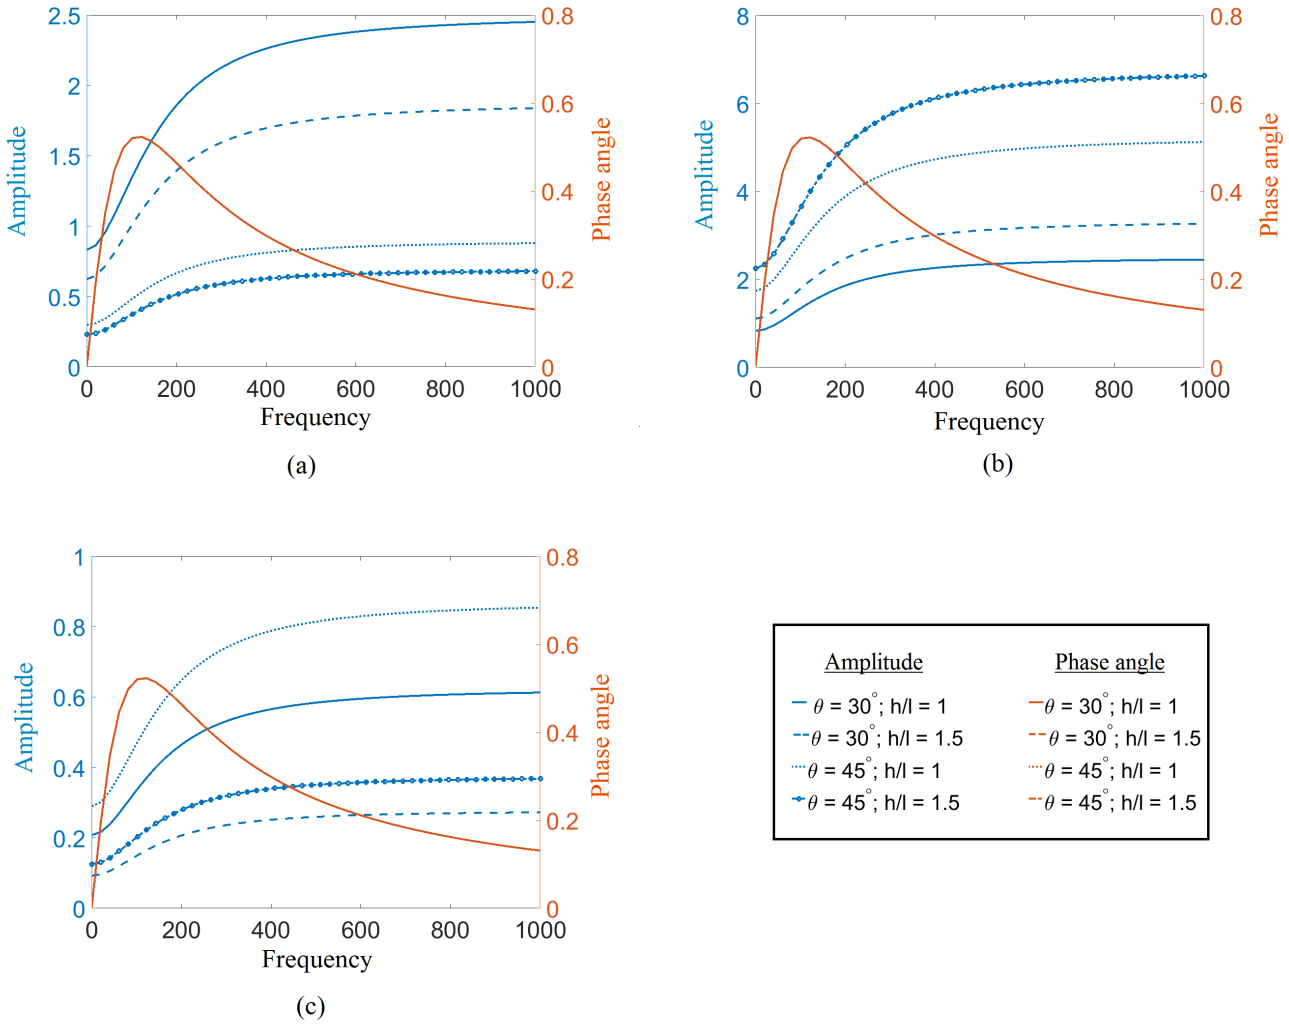 2.5
2
1.5
1
0.5
0
0.8
0.6
0.4
0.2
0
0 200 400 600 800 1000
Amplitude
Phase angle
Frequency
(a)
8
6
4
2
0
0.8
0.6
0.4
0.2
0
0 200 400 600 800 1000
Amplitude
Phase angle
Frequency
(b)
1
0.8
0.6
0.4
0.2
0
0.8
0.6
0.4
0.2
0
0 200 400 600 800 1000
Amplitude
Phase angle
Frequency
(c)
Amplitude Phase angle
θ = 30°; h/l = 1 θ = 30°; h/l = 1
θ = 30°; h/l = 1.5 θ = 30°; h/l = 1.5
θ = 45°; h/l = 1 θ = 45°; h/l = 1
θ = 45°; h/l = 1.5 θ = 45°; h/l = 1.5